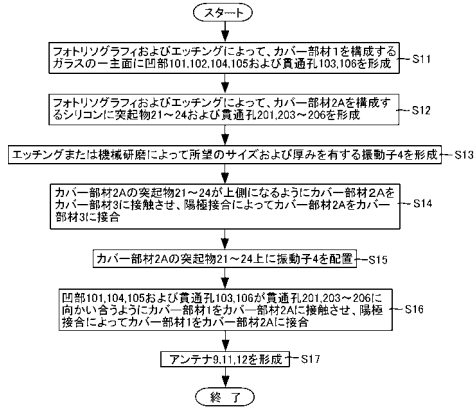 スタート
フォトリソグラフィおよびエッチングによって、カバー部材1を構成する
ガラスの一主面に凹部101,102,104,105および貫通孔103,106を形成
S11
フォトリソグラフィおよびエッチングによって、カバー部材2Aを構成する
シリコンに突起物21~24および貫通孔201,203~206を形成
S12
エッチングまたは機械研磨によって所望のサイズおよび厚みを有する振動子4を形成
S13
カバー部材2Aの突起物21~24が上側になるようにカバー部材2Aを
カバー部材3に接触させ、陽極接合によってカバー部材2Aをカバー
部材3に接合
S14
カバー部材2Aの突起物21~24上に振動子4を配置
S15
凹部101,104,105および貫通孔103,106が貫通孔201,203~206に
向かい合うようにカバー部材1をカバー部材2Aに接触させ、陽極
接合によってカバー部材1をカバー部材2Aに接合
S16
アンテナ9,11,12を形成
S17
終了